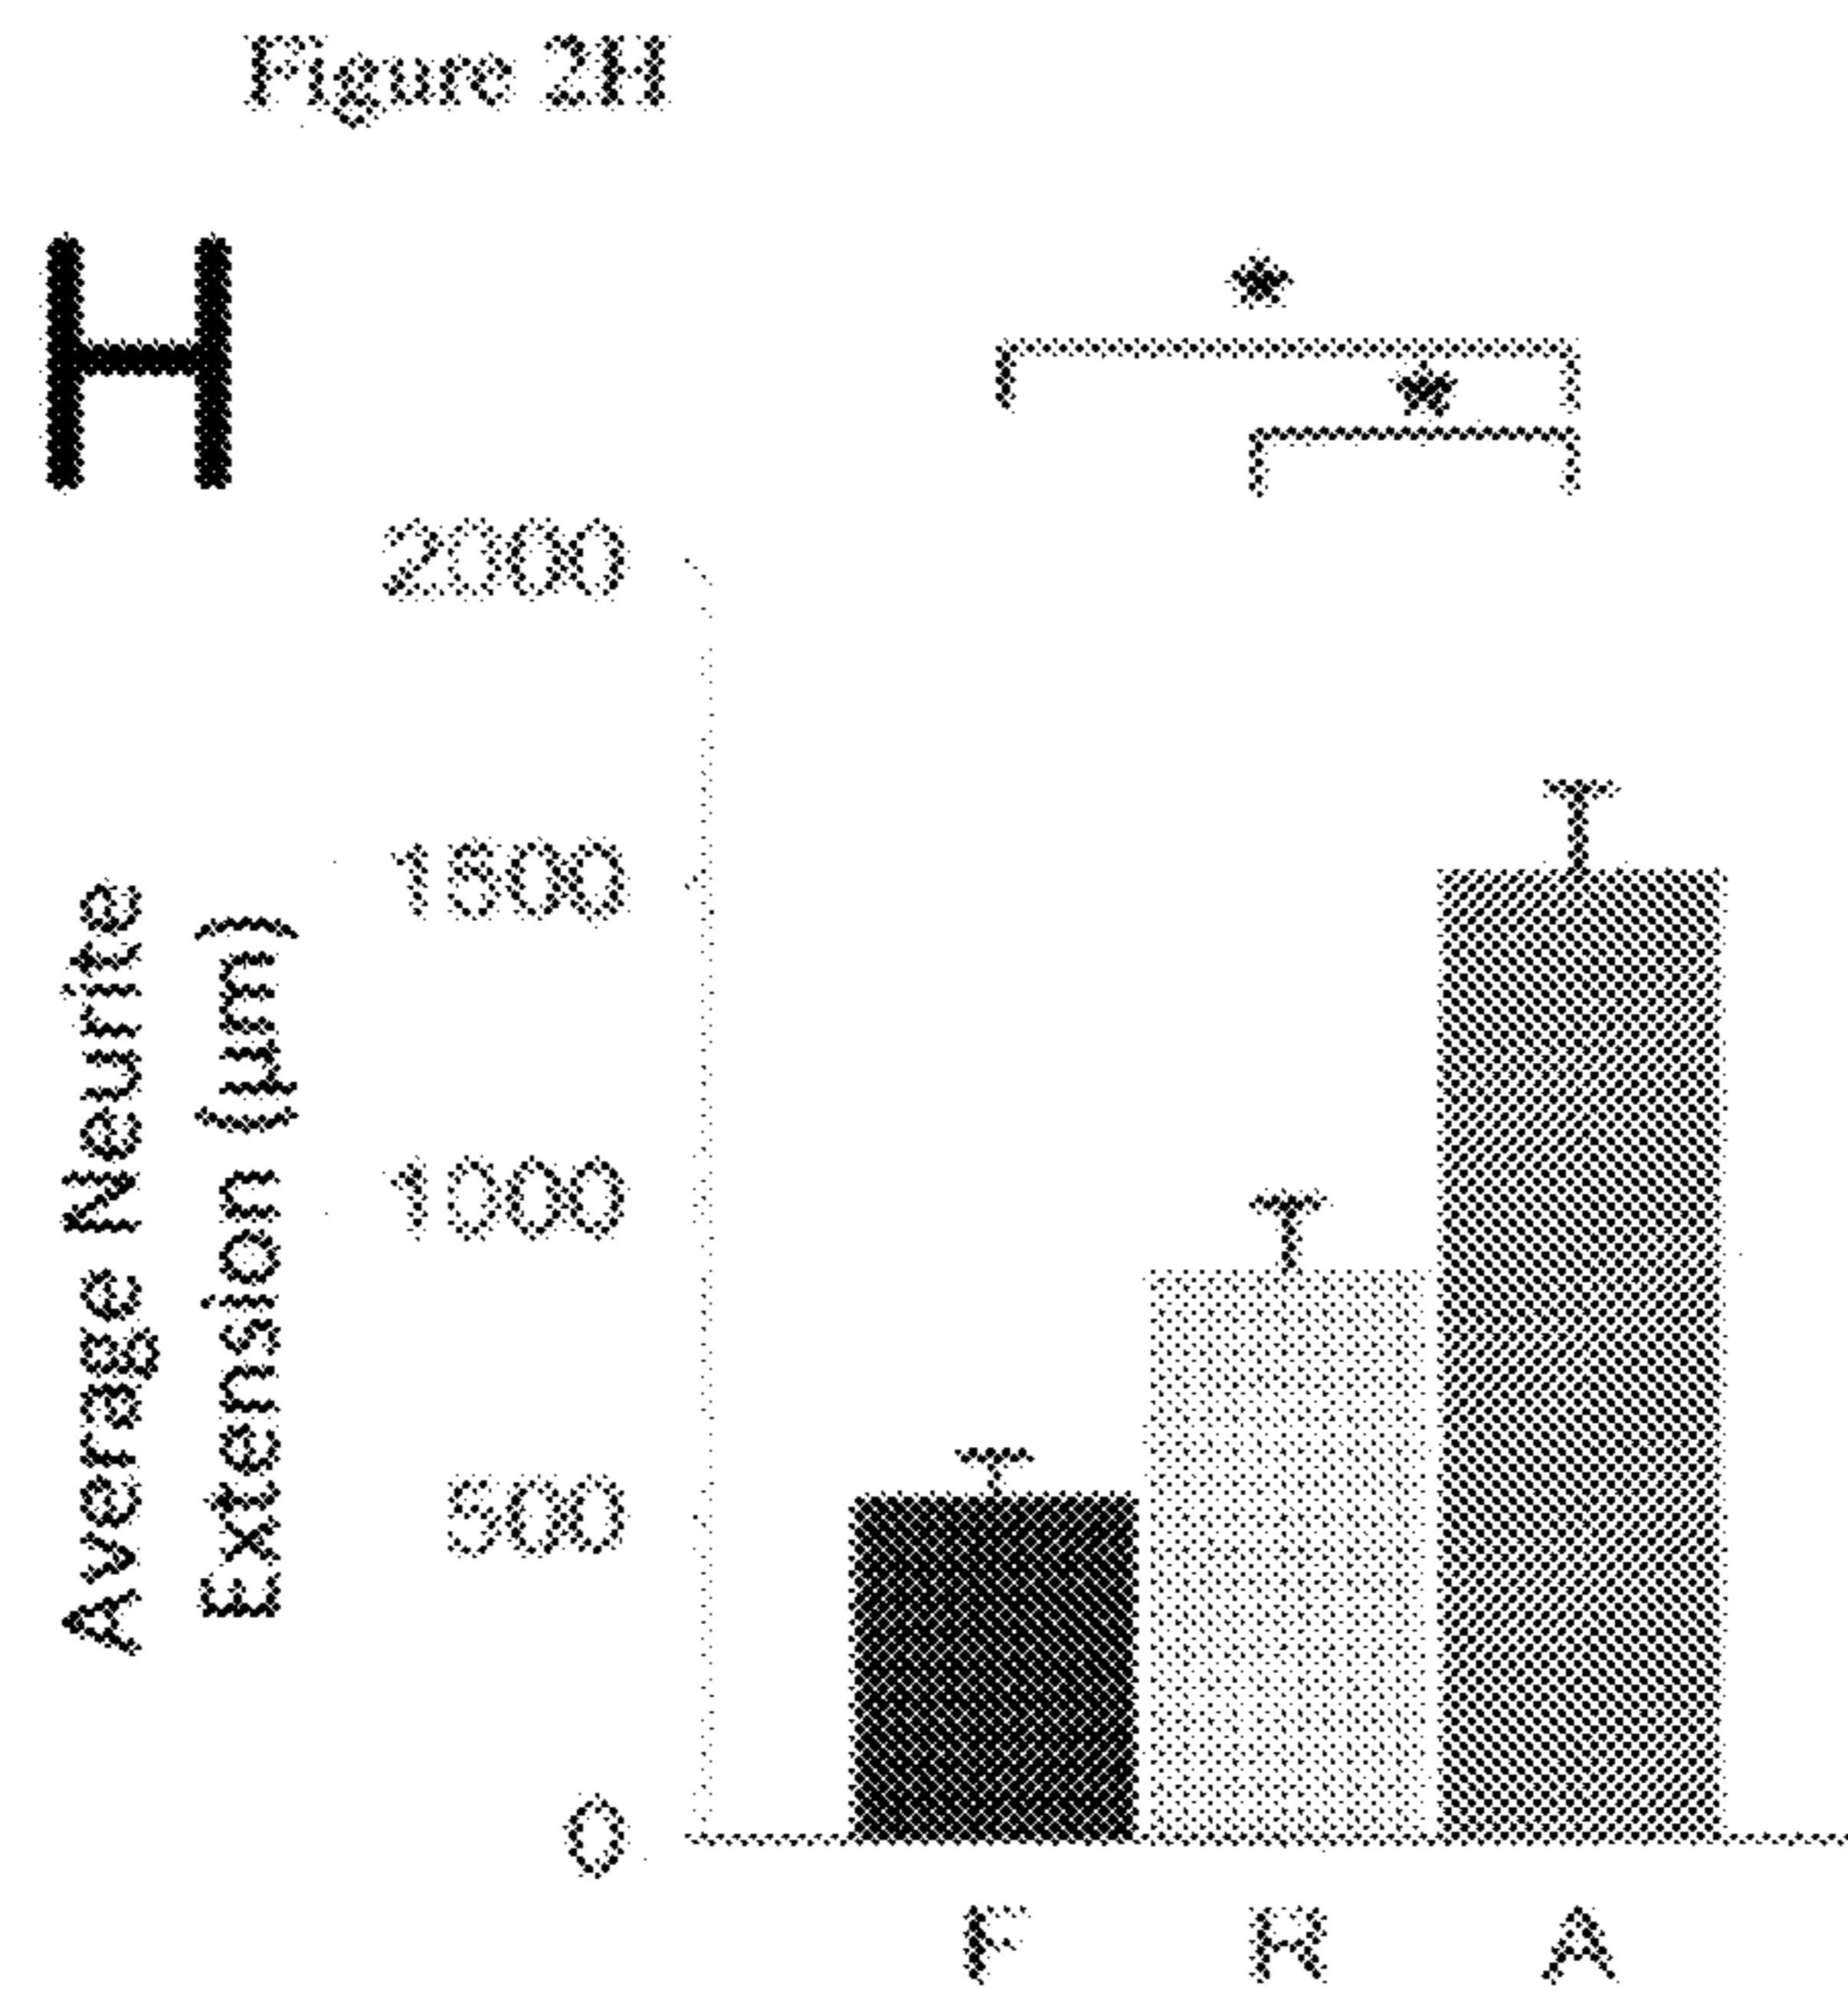 Figure 2H
H
*
*
2000
1500
1000
500
0
Average Neurite
Extension (µm)
F R A